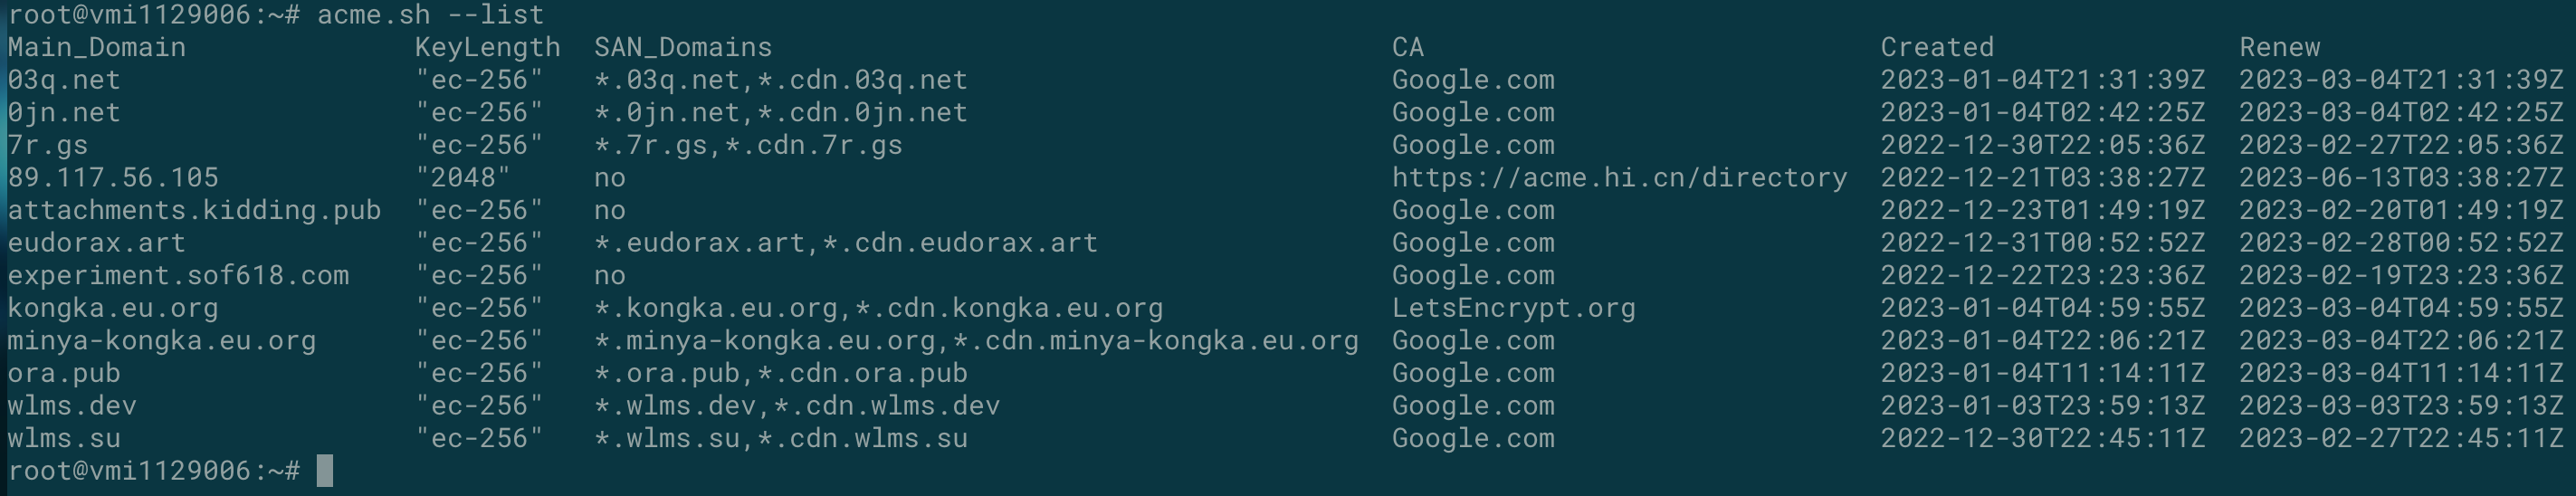 root@vmi1129006:~# acme.sh --list
Main_Domain KeyLength SAN_Domains CA Created Renew
03q.net "ec-256" *.03q.net,*.cdn.03q.net Google.com 2023-01-04T21:31:39Z 2023-03-04T21:31:39Z
0jn.net "ec-256" *.0jn.net,*.cdn.0jn.net Google.com 2023-01-04T02:42:25Z 2023-03-04T02:42:25Z
7r.gs "ec-256" *.7r.gs,*.cdn.7r.gs Google.com 2022-12-30T22:05:36Z 2023-02-27T22:05:36Z
89.117.56.105 "2048" no https://acme.hi.cn/directory 2022-12-21T03:38:27Z 2023-06-13T03:38:27Z
attachments.kidding.pub "ec-256" no Google.com 2022-12-23T01:49:19Z 2023-02-20T01:49:19Z
eudorax.art "ec-256" *.eudorax.art,*.cdn.eudorax.art Google.com 2022-12-31T00:52:52Z 2023-02-28T00:52:52Z
experiment.sof618.com "ec-256" no Google.com 2022-12-22T23:23:36Z 2023-02-19T23:23:36Z
kongka.eu.org "ec-256" *.kongka.eu.org,*.cdn.kongka.eu.org LetsEncrypt.org 2023-01-04T04:59:55Z 2023-03-04T04:59:55Z
minya-kongka.eu.org "ec-256" *.minya-kongka.eu.org,*.cdn.minya-kongka.eu.org Google.com 2023-01-04T22:06:21Z 2023-03-04T22:06:21Z
ora.pub "ec-256" *.ora.pub,*.cdn.ora.pub Google.com 2023-01-04T11:14:11Z 2023-03-04T11:14:11Z
wlms.dev "ec-256" *.wlms.dev,*.cdn.wlms.dev Google.com 2023-01-03T23:59:13Z 2023-03-03T23:59:13Z
wlms.su "ec-256" *.wlms.su,*.cdn.wlms.su Google.com 2022-12-30T22:45:11Z 2023-02-27T22:45:11Z
root@vmi1129006:~#